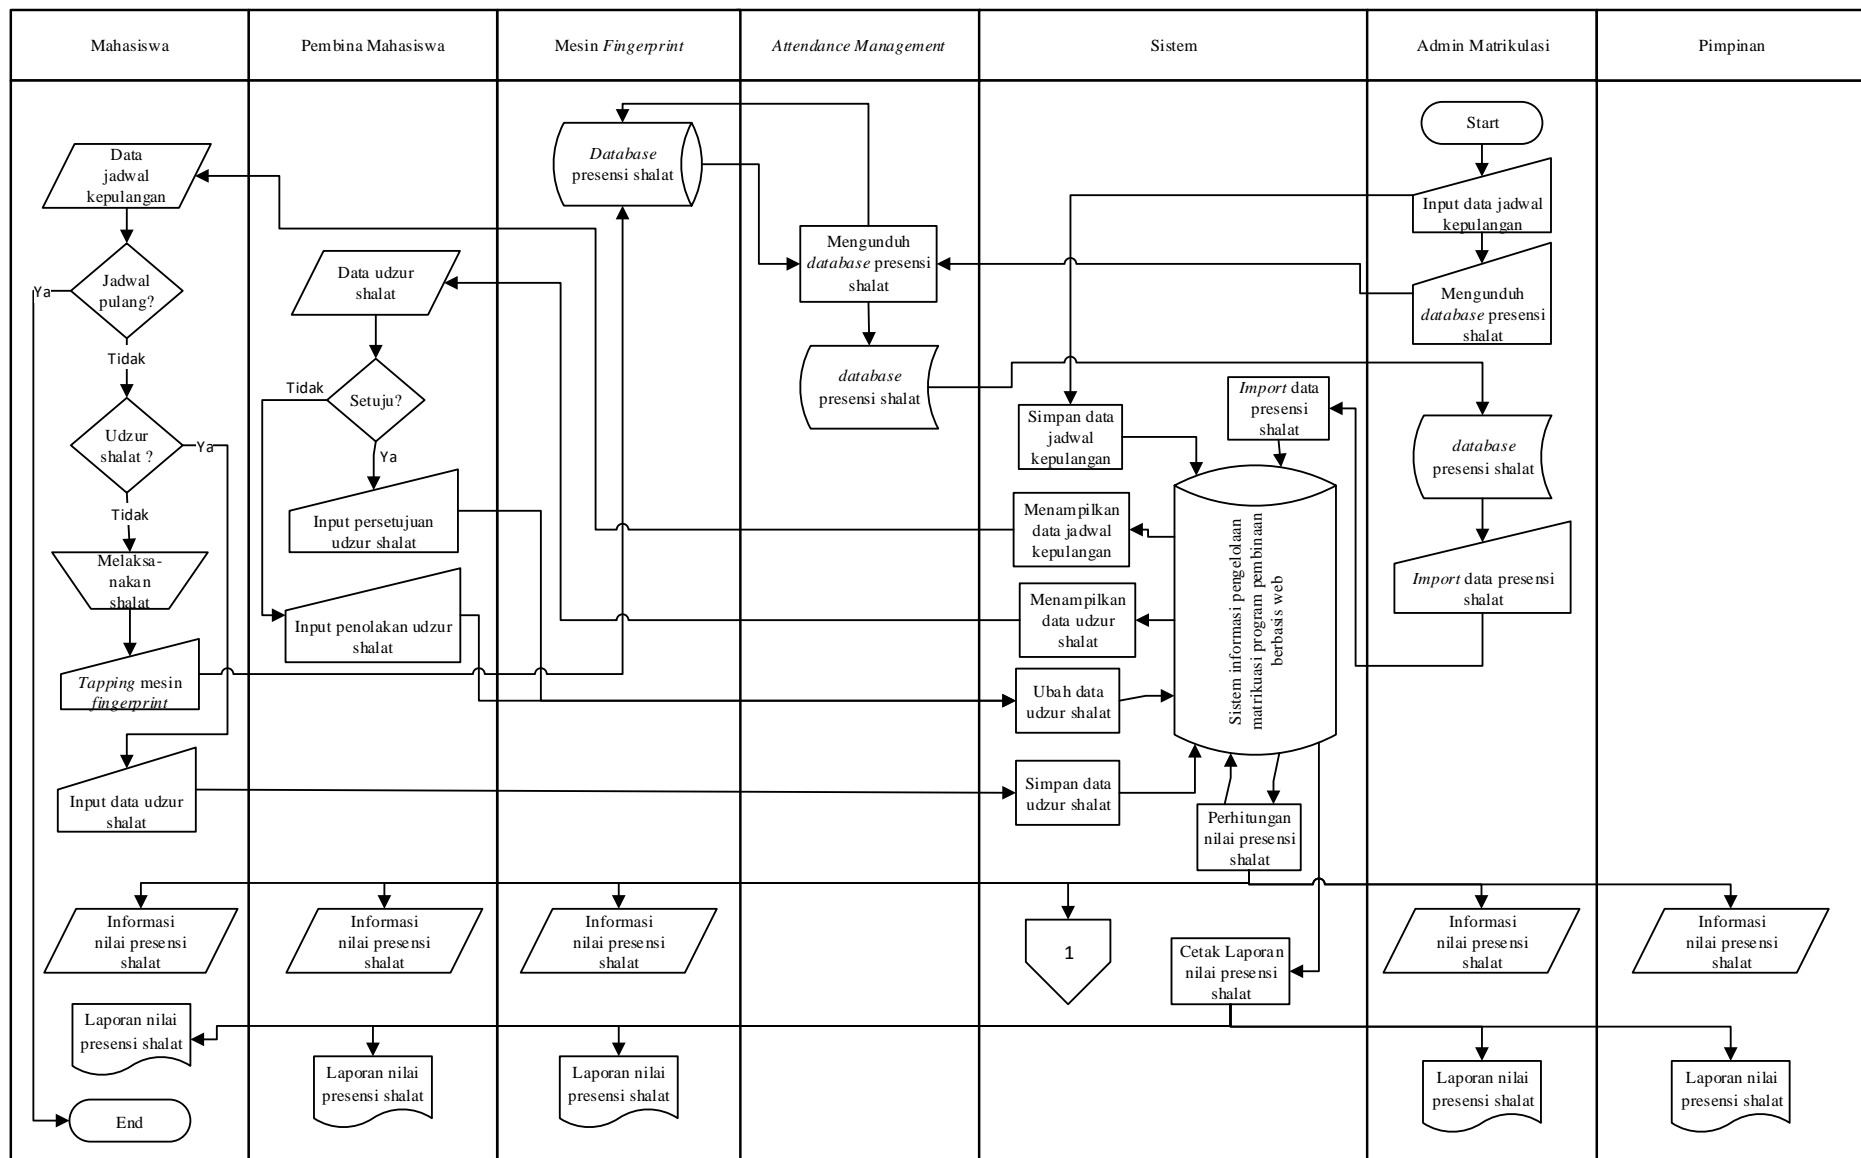 Mahasiswa
Pembina Mahasiswa
Mesin Fingerprint
Attendance Management
Sistem
Admin Matrikulasi
Pimpinan
Data
jadwal
kepulangan
Jadwal
pulang?
Ya
Tidak
Udzur
shalat ?
Ya
Tidak
Melaksa-
nakan
shalat
Tapping mesin
fingerprint
Input data udzur
shalat
Informasi
nilai presensi
shalat
Laporan nilai
presensi shalat
End
Data udzur
shalat
Tidak
Setuju?
Ya
Input persetujuan
udzur shalat
Input penolakan udzur
shalat
Informasi
nilai presensi
shalat
Laporan nilai
presensi shalat
Database
presensi shalat
Informasi
nilai presensi
shalat
Laporan nilai
presensi shalat
Mengunduh
database presensi
shalat
database
presensi shalat
Simpan data
jadwal
kepulangan
Import data
presensi
shalat
Menampilkan
data jadwal
kepulangan
Menampilkan
data udzur
shalat
Ubah data
udzur shalat
Simpan data
udzur shalat
Sistem informasi pengelolaan
matrikuasi program pembinaan
berbasis web
Perhitungan
nilai presensi
shalat
1
Cetak Laporan
nilai presensi
shalat
Start
Input data jadwal
kepulangan
Mengunduh
database presensi
shalat
database
presensi shalat
Import data presensi
shalat
Informasi
nilai presensi
shalat
Laporan nilai
presensi shalat
Informasi
nilai presensi
shalat
Laporan nilai
presensi shalat